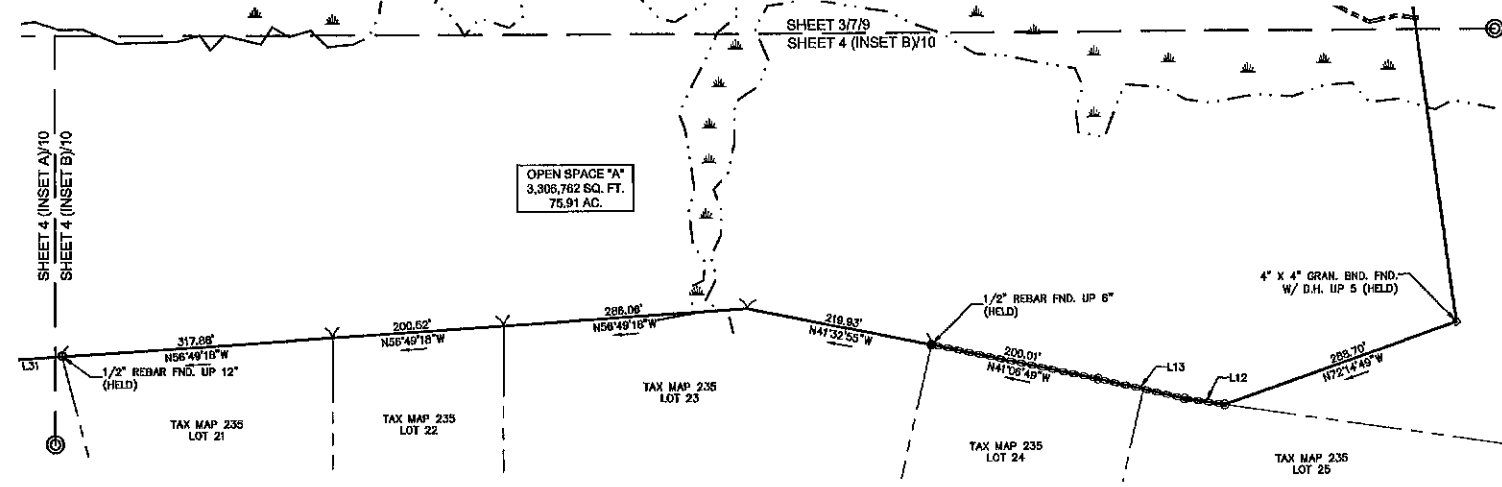 SHEET 3/7/9
SHEET 4 (INSET B)/10
SHEET 4 (INSET A)/10
SHEET 4 (INSET B)/10
OPEN SPACE "A"
3,306,762 SQ. FT.
75.91 AC.
4" X 4" GRAN. BND. FND.
W/ D.H. UP 5 (HELD)
1/2" REBAR FND. UP 6"
(HELD)
317.88'
N56°49'18"W
200.52'
N56°49'18"W
286.06'
N56°49'18"W
219.93'
N41°32'55"W
200.01'
N41°06'49"W
L13
L12
288.70'
N72°14'49"W
L31
1/2" REBAR FND. UP 12"
(HELD)
TAX MAP 235
LOT 21
TAX MAP 235
LOT 22
TAX MAP 235
LOT 23
TAX MAP 235
LOT 24
TAX MAP 235
LOT 25